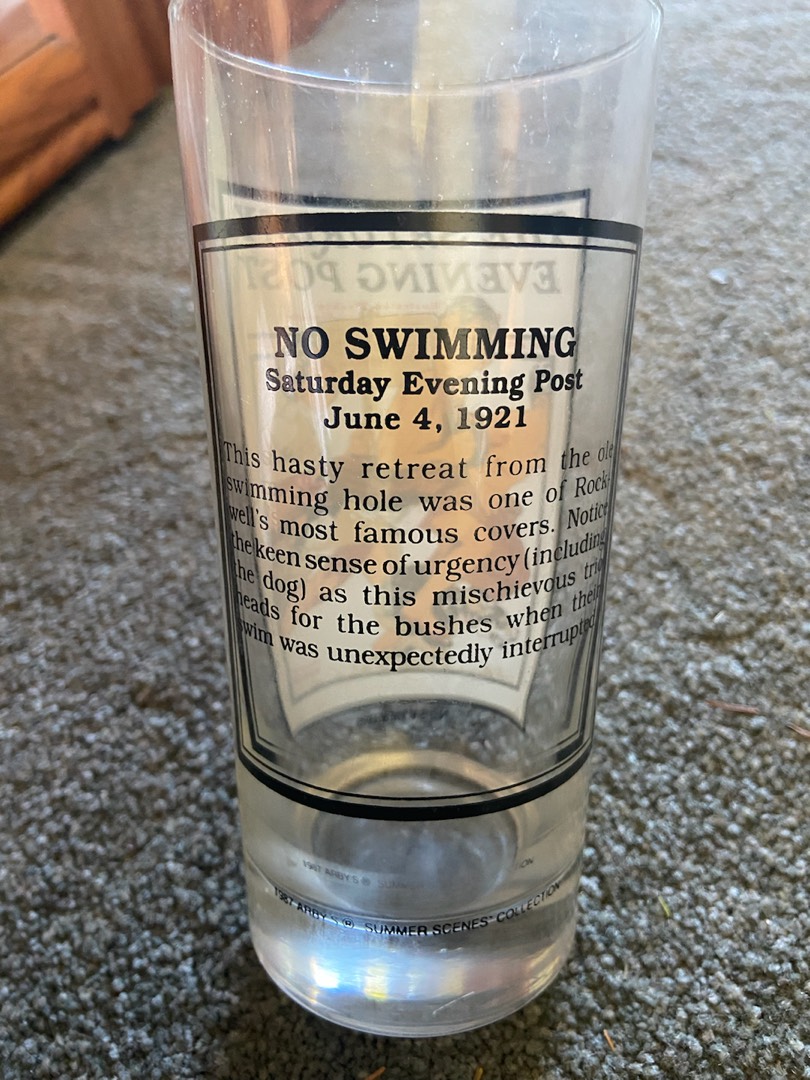 EVENING POST
NO SWIMMING
Saturday Evening Post
June 4, 1921
This hasty retreat from the ole
swimming hole was one of Rock-
well's most famous covers. Notice
the keen sense of urgency (including
the dog) as this mischievous trio
heads for the bushes when their
swim was unexpectedly interrupted.
1987 ARBY'S ® SUMMER SCENES" COLLECTION